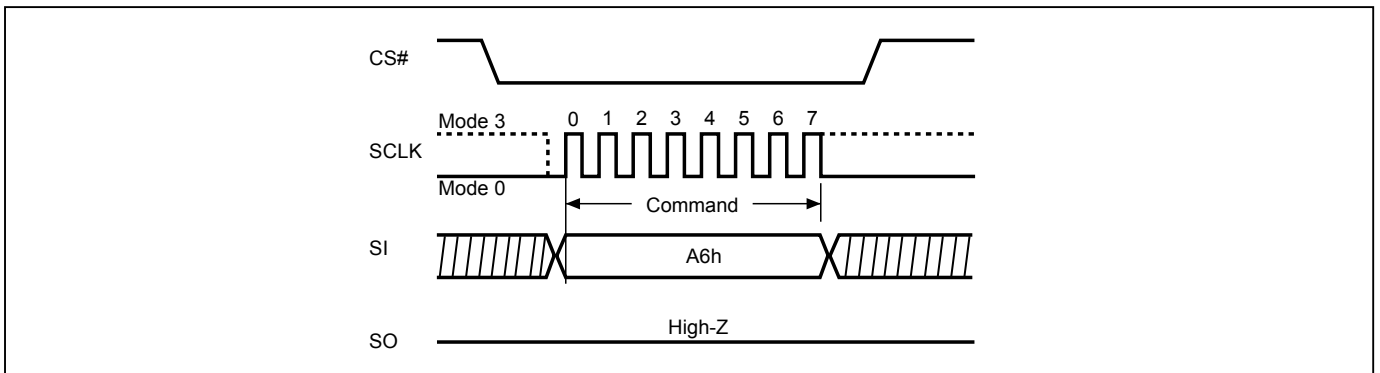 CS#
Mode 3
0 1 2 3 4 5 6 7
SCLK
Mode 0
Command
SI
A6h
High-Z
SO